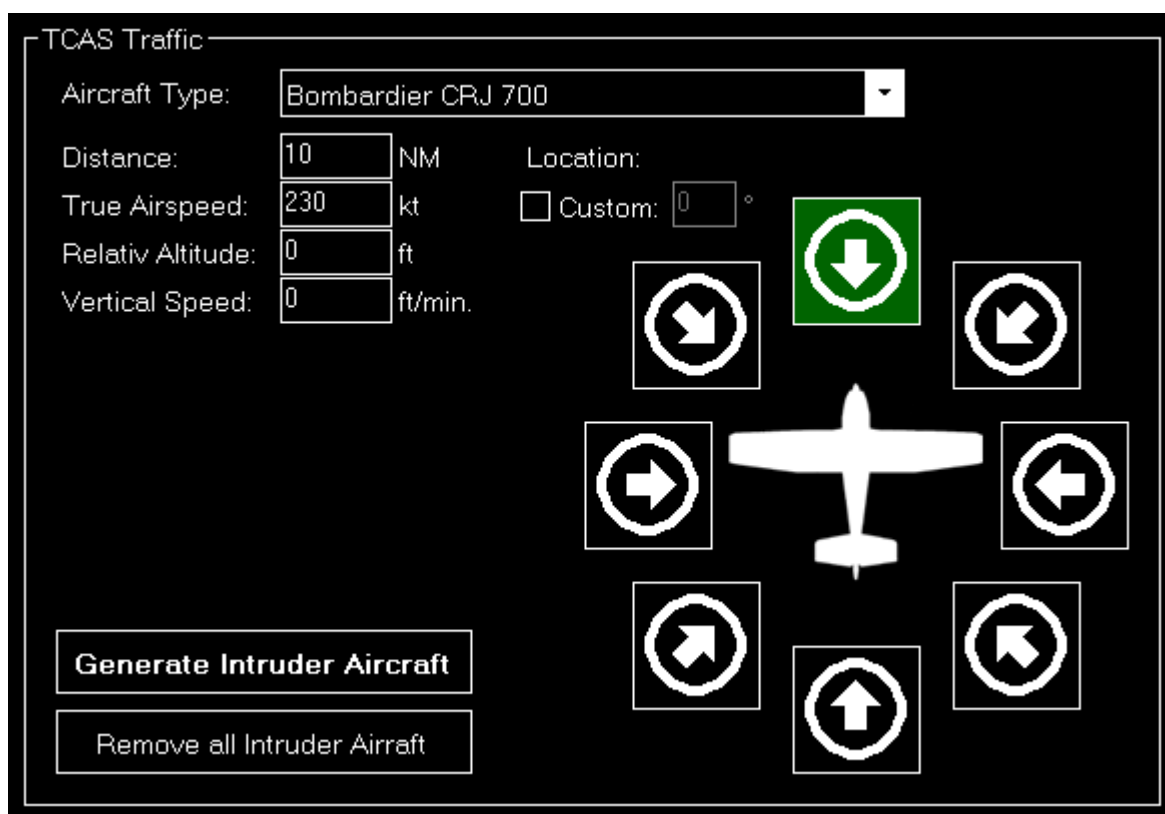 TCAS Traffic
Aircraft Type: Bombardier CRJ 700
Distance: 10 NM Location:
True Airspeed: 230 kt Custom: 0 °
Relativ Altitude: 0 ft
Vertical Speed: 0 ft/min.
Generate Intruder Aircraft
Remove all Intruder Airraft